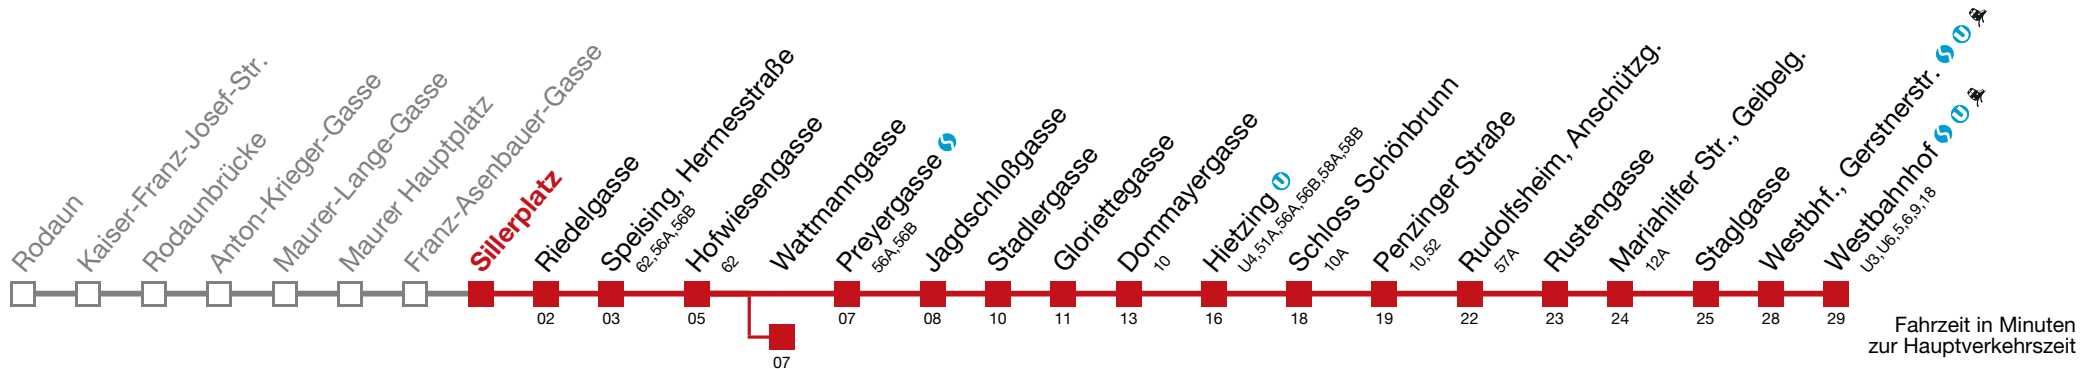 Rodaun
Kaiser-Franz-Josef-Str.
Rodaunbrücke
Anton-Krieger-Gasse
Maurer-Lange-Gasse
Maurer Hauptplatz
Franz-Asenbauer-Gasse
Sillerplatz
Riedelgasse
02
Speising, Hermesstraße
62,56A,56B
03
Hofwiesengasse
62
05
Wattmanngasse
07
Preyergasse
56A,56B
07
Jagdschloßgasse
08
Stadlergasse
10
Gloriettegasse
11
Dommayergasse
10
13
Hietzing U
U4,51A,56A,56B,58A,58B
16
Schloss Schönbrunn
10A
18
Penzinger Straße
10,52
19
Rudolfsheim, Anschützg.
57A
22
Rustengasse
23
Mariahilfer Str., Geibelg.
12A
24
Staglgasse
25
Westbhf., Gerstnerstr. U
28
Westbahnhof U
U3,U6,5,6,9,18
29
Fahrzeit in Minuten
zur Hauptverkehrszeit